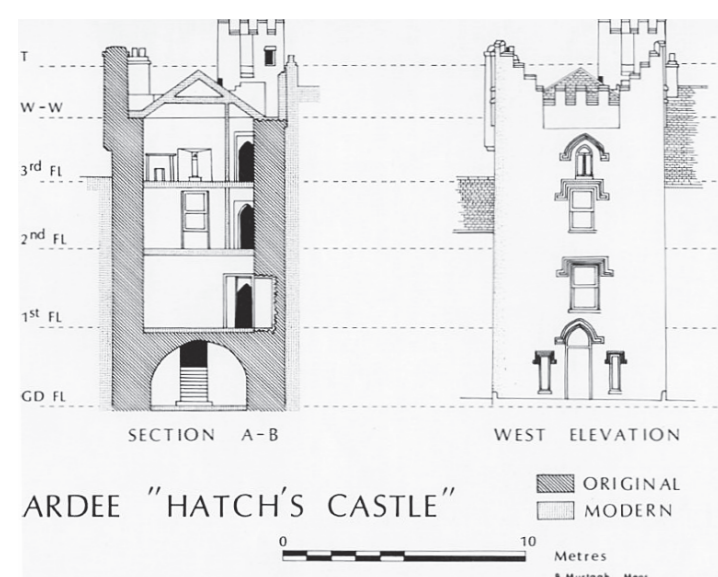 T
W-W
3rd FL
2nd FL
1st FL
GD FL
SECTION A-B
WEST ELEVATION
ARDEE "HATCH'S CASTLE"
ORIGINAL
MODERN
0 10
Metres